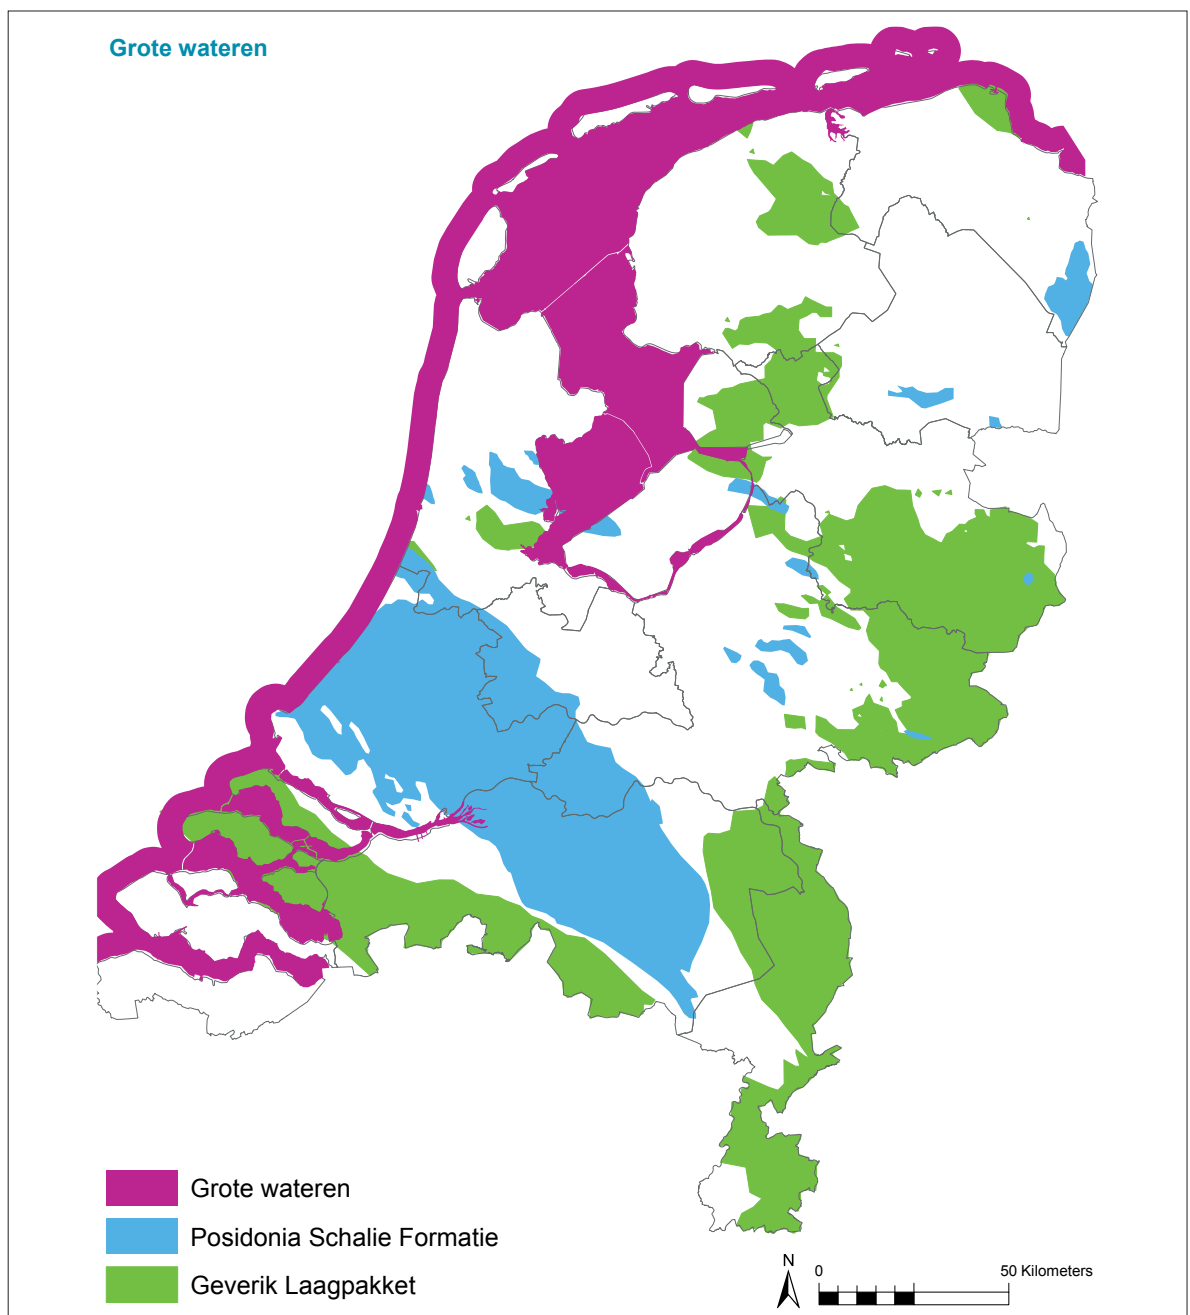 Grote wateren
Grote wateren
Posidonia Schalie Formatie
Geverik Laagpakket
N
0 50 Kilometers